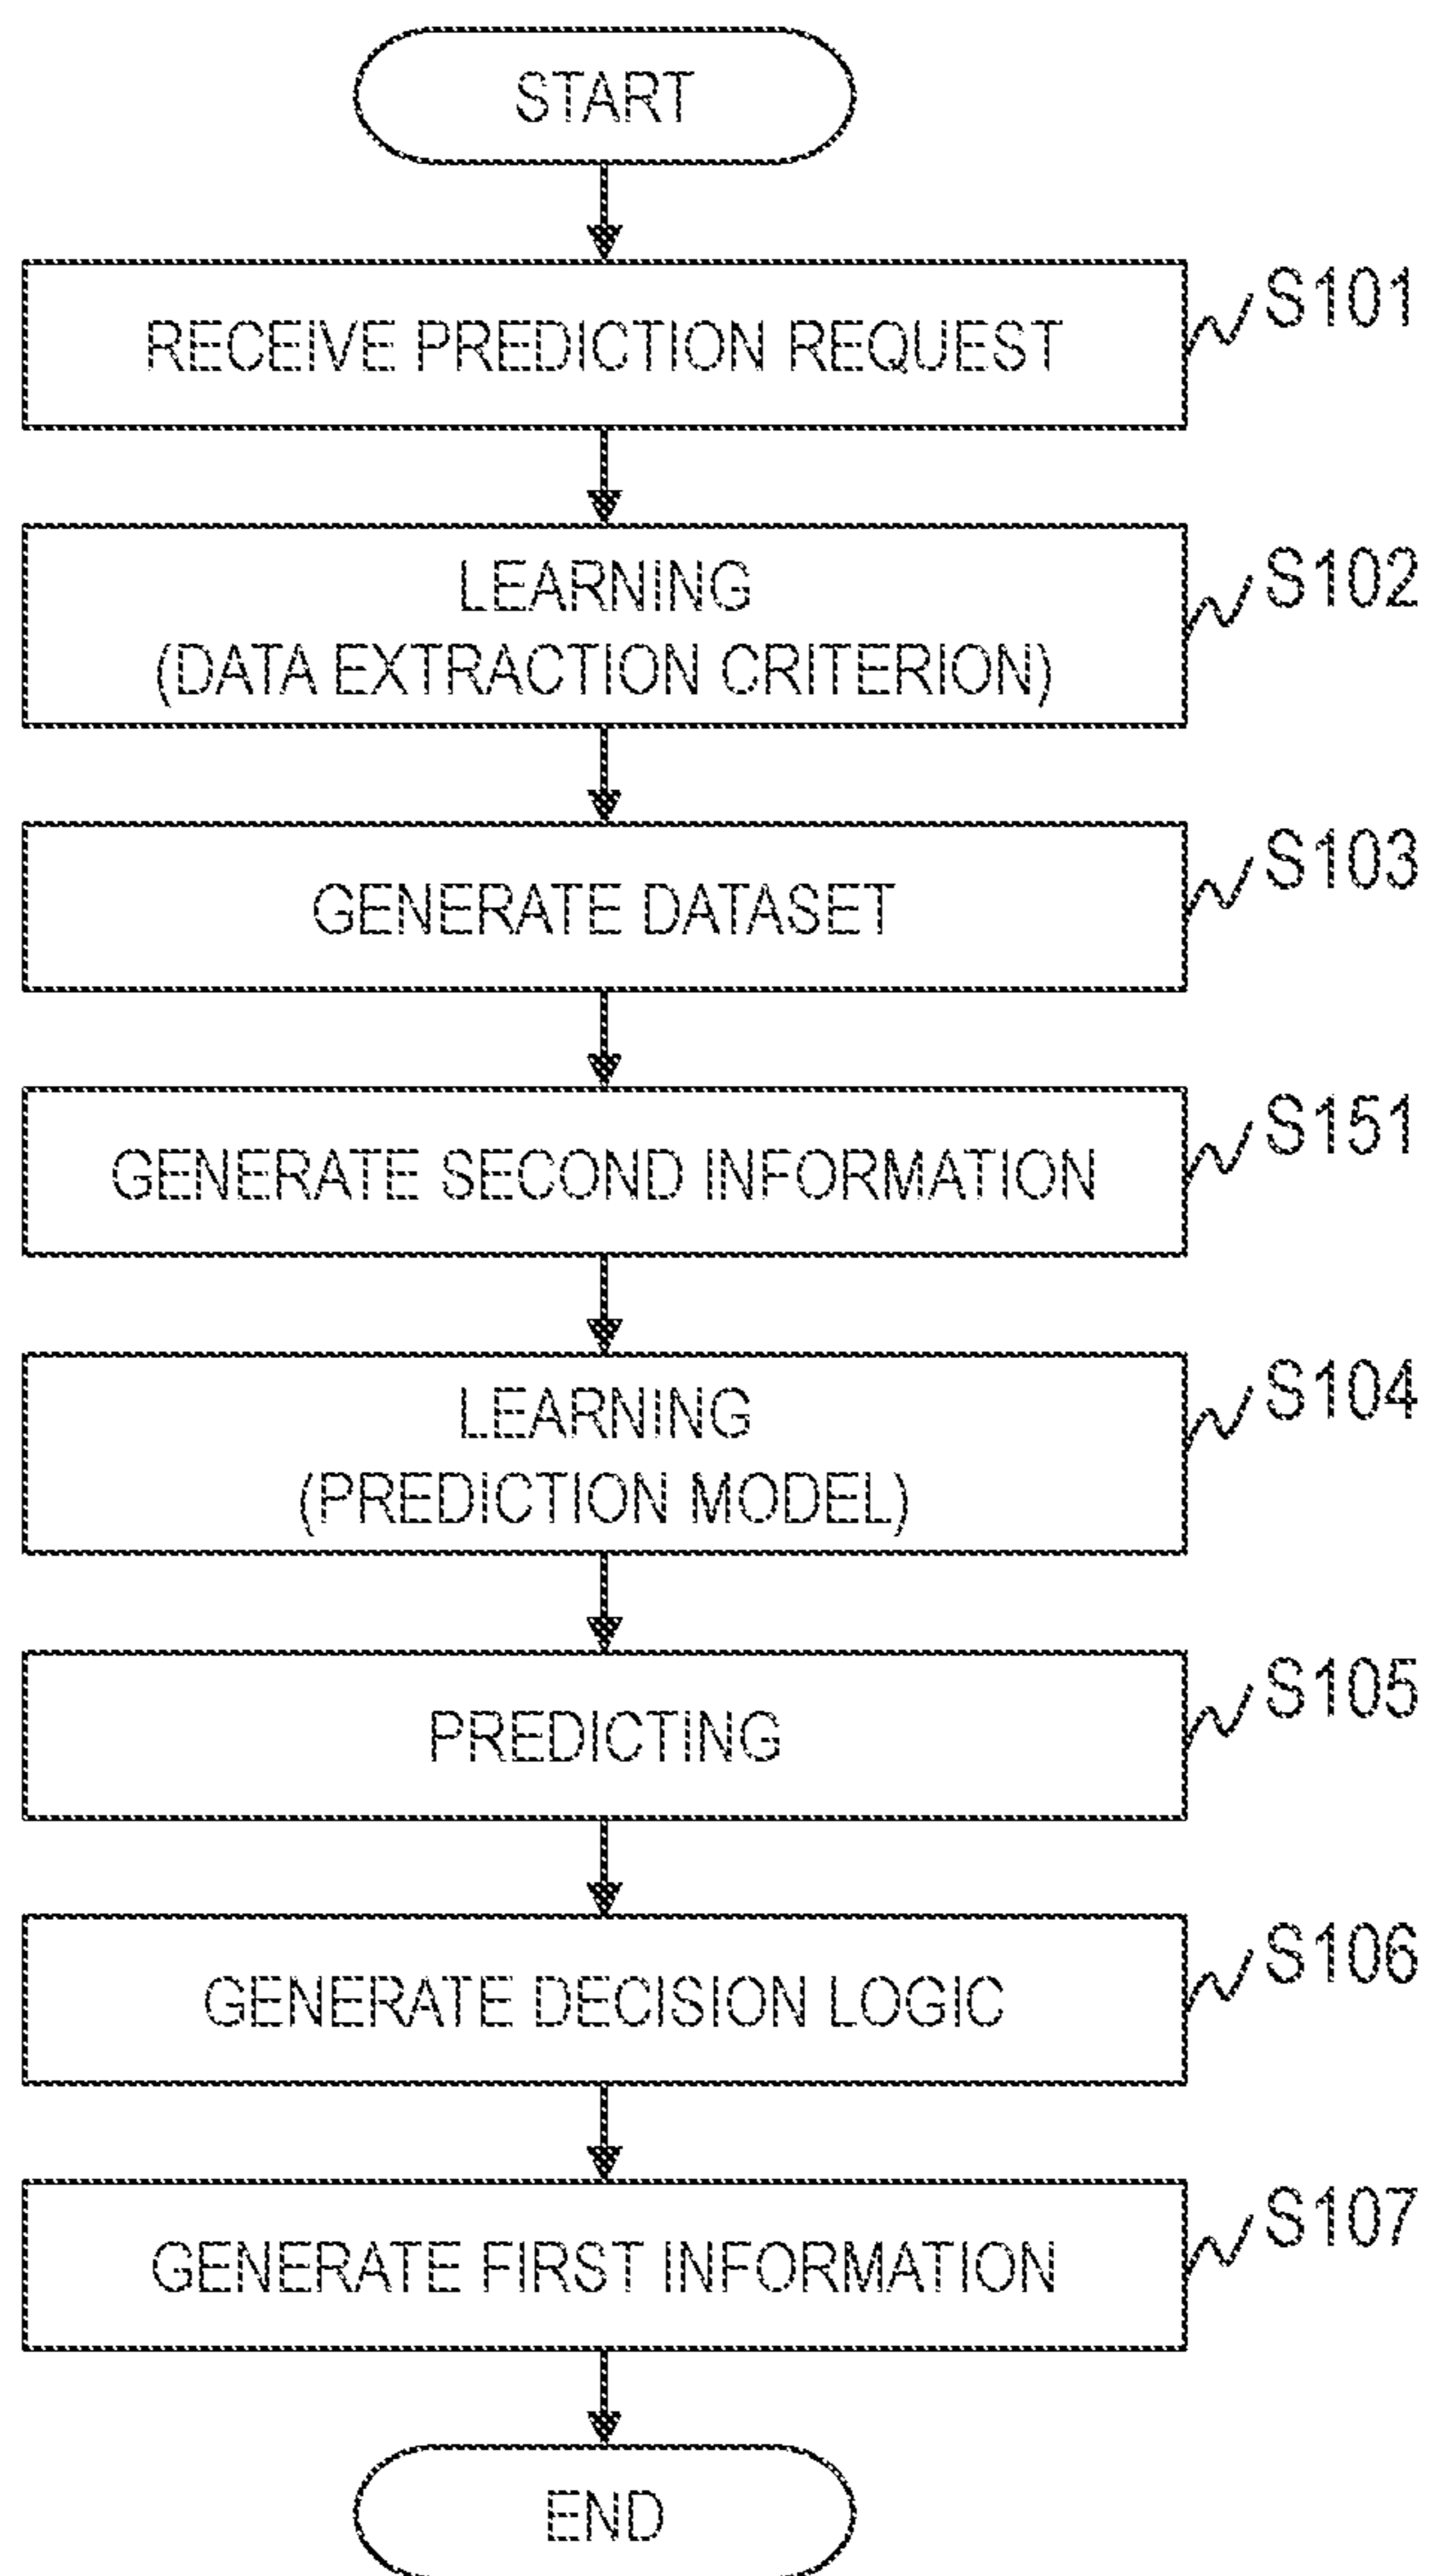 START
RECEIVE PREDICTION REQUEST
S101
LEARNING
(DATA EXTRACTION CRITERION)
S102
GENERATE DATASET
S103
GENERATE SECOND INFORMATION
S151
LEARNING
(PREDICTION MODEL)
S104
PREDICTING
S105
GENERATE DECISION LOGIC
S106
GENERATE FIRST INFORMATION
S107
END